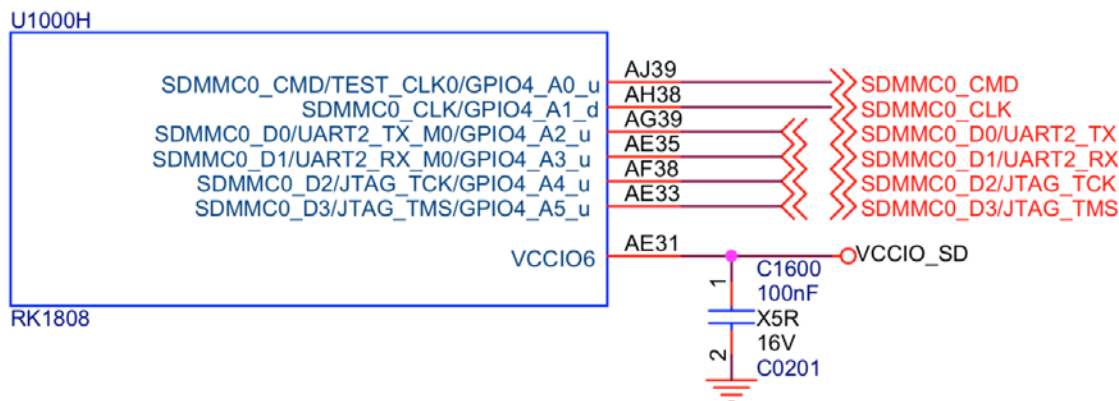 U1000H
SDMMC0_CMD/TEST_CLK0/GPIO4_A0_u AJ39 SDMMC0_CMD
SDMMC0_CLK/GPIO4_A1_d AH38 SDMMC0_CLK
SDMMC0_D0/UART2_TX_M0/GPIO4_A2_u AG39 SDMMC0_D0/UART2_TX
SDMMC0_D1/UART2_RX_M0/GPIO4_A3_u AE35 SDMMC0_D1/UART2_RX
SDMMC0_D2/JTAG_TCK/GPIO4_A4_u AF38 SDMMC0_D2/JTAG_TCK
SDMMC0_D3/JTAG_TMS/GPIO4_A5_u AE33 SDMMC0_D3/JTAG_TMS
VCCIO6 AE31 VCCIO_SD
C1600
1 100nF
X5R
16V
2 C0201
RK1808